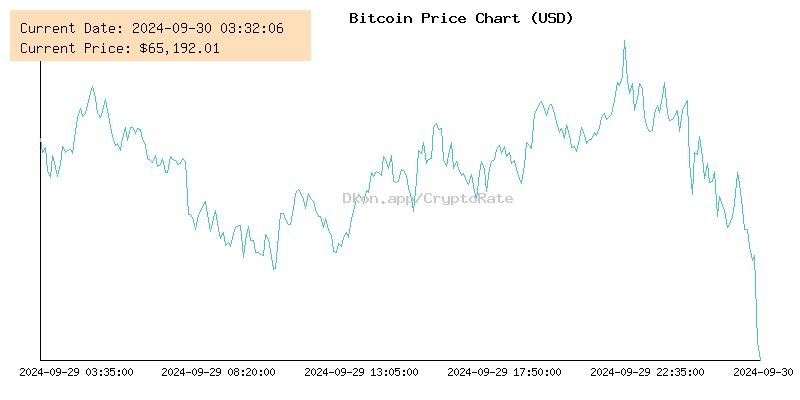 Bitcoin Price Chart (USD)
Current Date: 2024-09-30 03:32:06
Current Price: $65,192.01
Dkon.app/CryptoRate
2024-09-29 03:35:00 2024-09-29 08:20:00 2024-09-29 13:05:00 2024-09-29 17:50:00 2024-09-29 22:35:00 2024-09-30